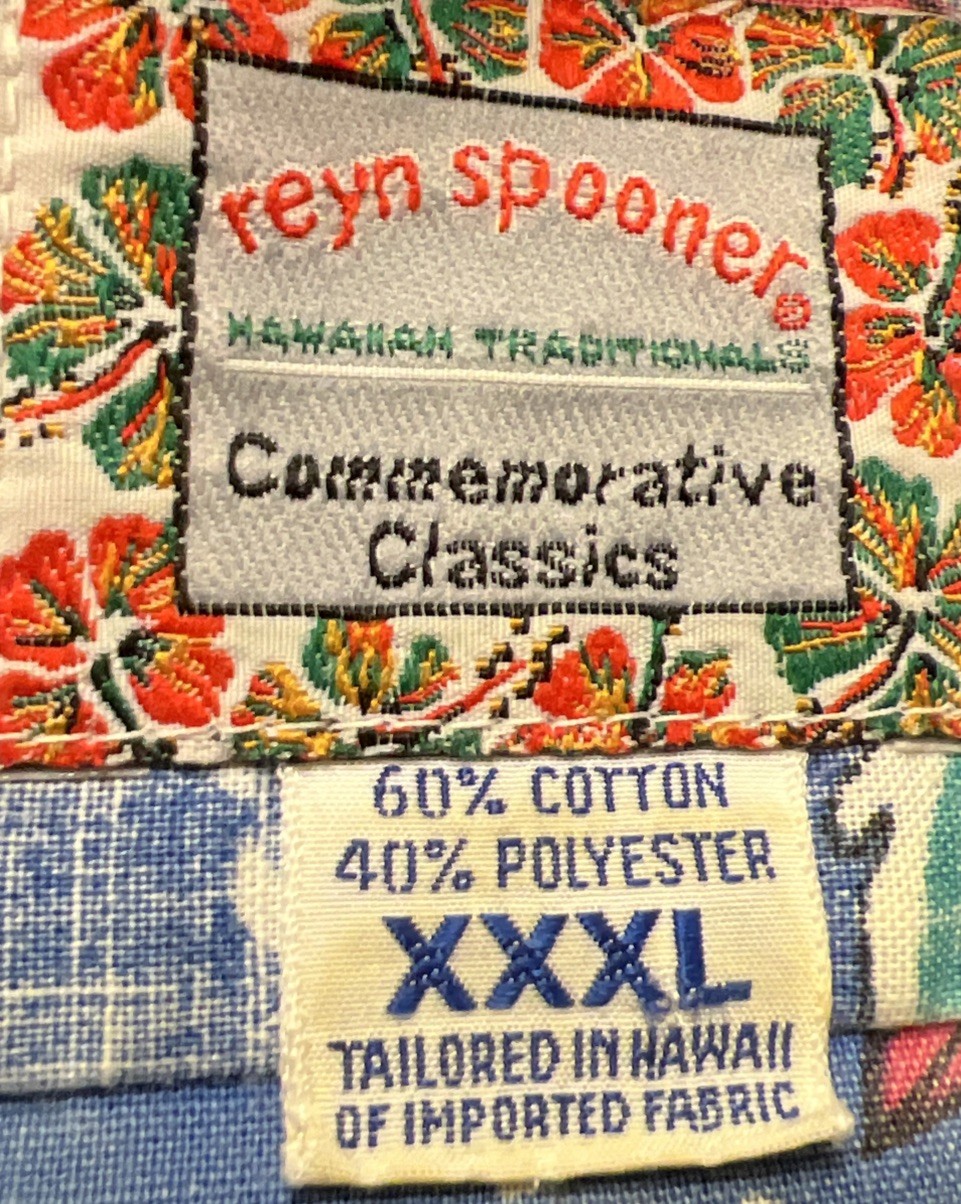 reyn spooner®
HAWAIIAN TRADITIONALS
Commemorative
Classics
60% COTTON
40% POLYESTER
XXXL
TAILORED IN HAWAII
OF IMPORTED FABRIC